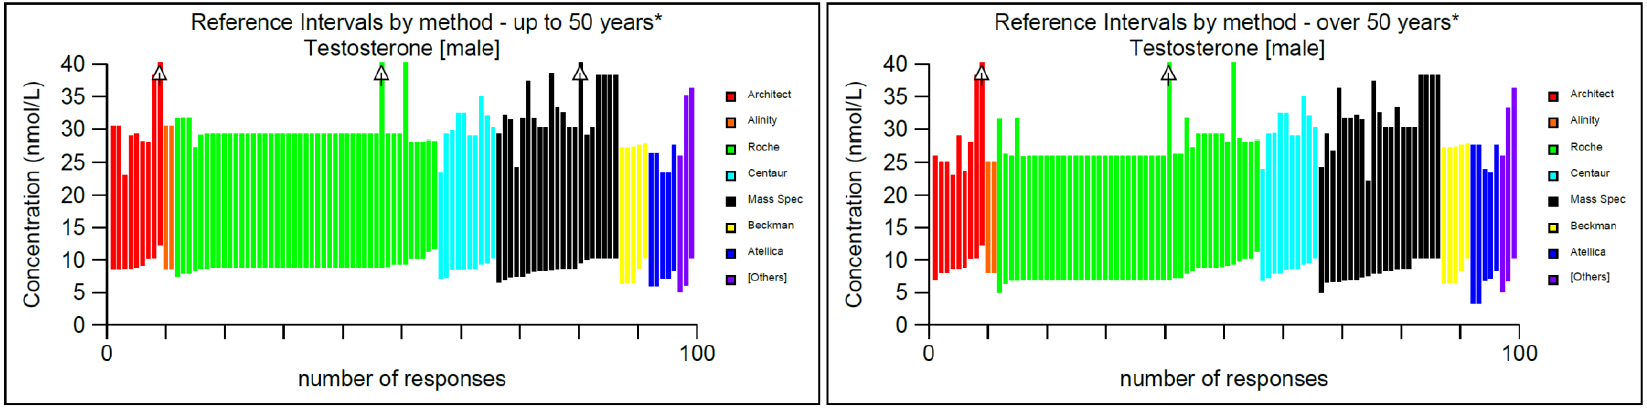 Reference Intervals by method - up to 50 years*
Testosterone [male]
Concentration (nmol/L)
40
35
30
25
20
15
10
5
0
0
100
number of responses
Architect
Alinity
Roche
Centaur
Mass Spec
Beckman
Atellica
[Others]
Reference Intervals by method - over 50 years*
Testosterone [male]
Concentration (nmol/L)
40
35
30
25
20
15
10
5
0
0
100
number of responses
Architect
Alinity
Roche
Centaur
Mass Spec
Beckman
Atellica
[Others]